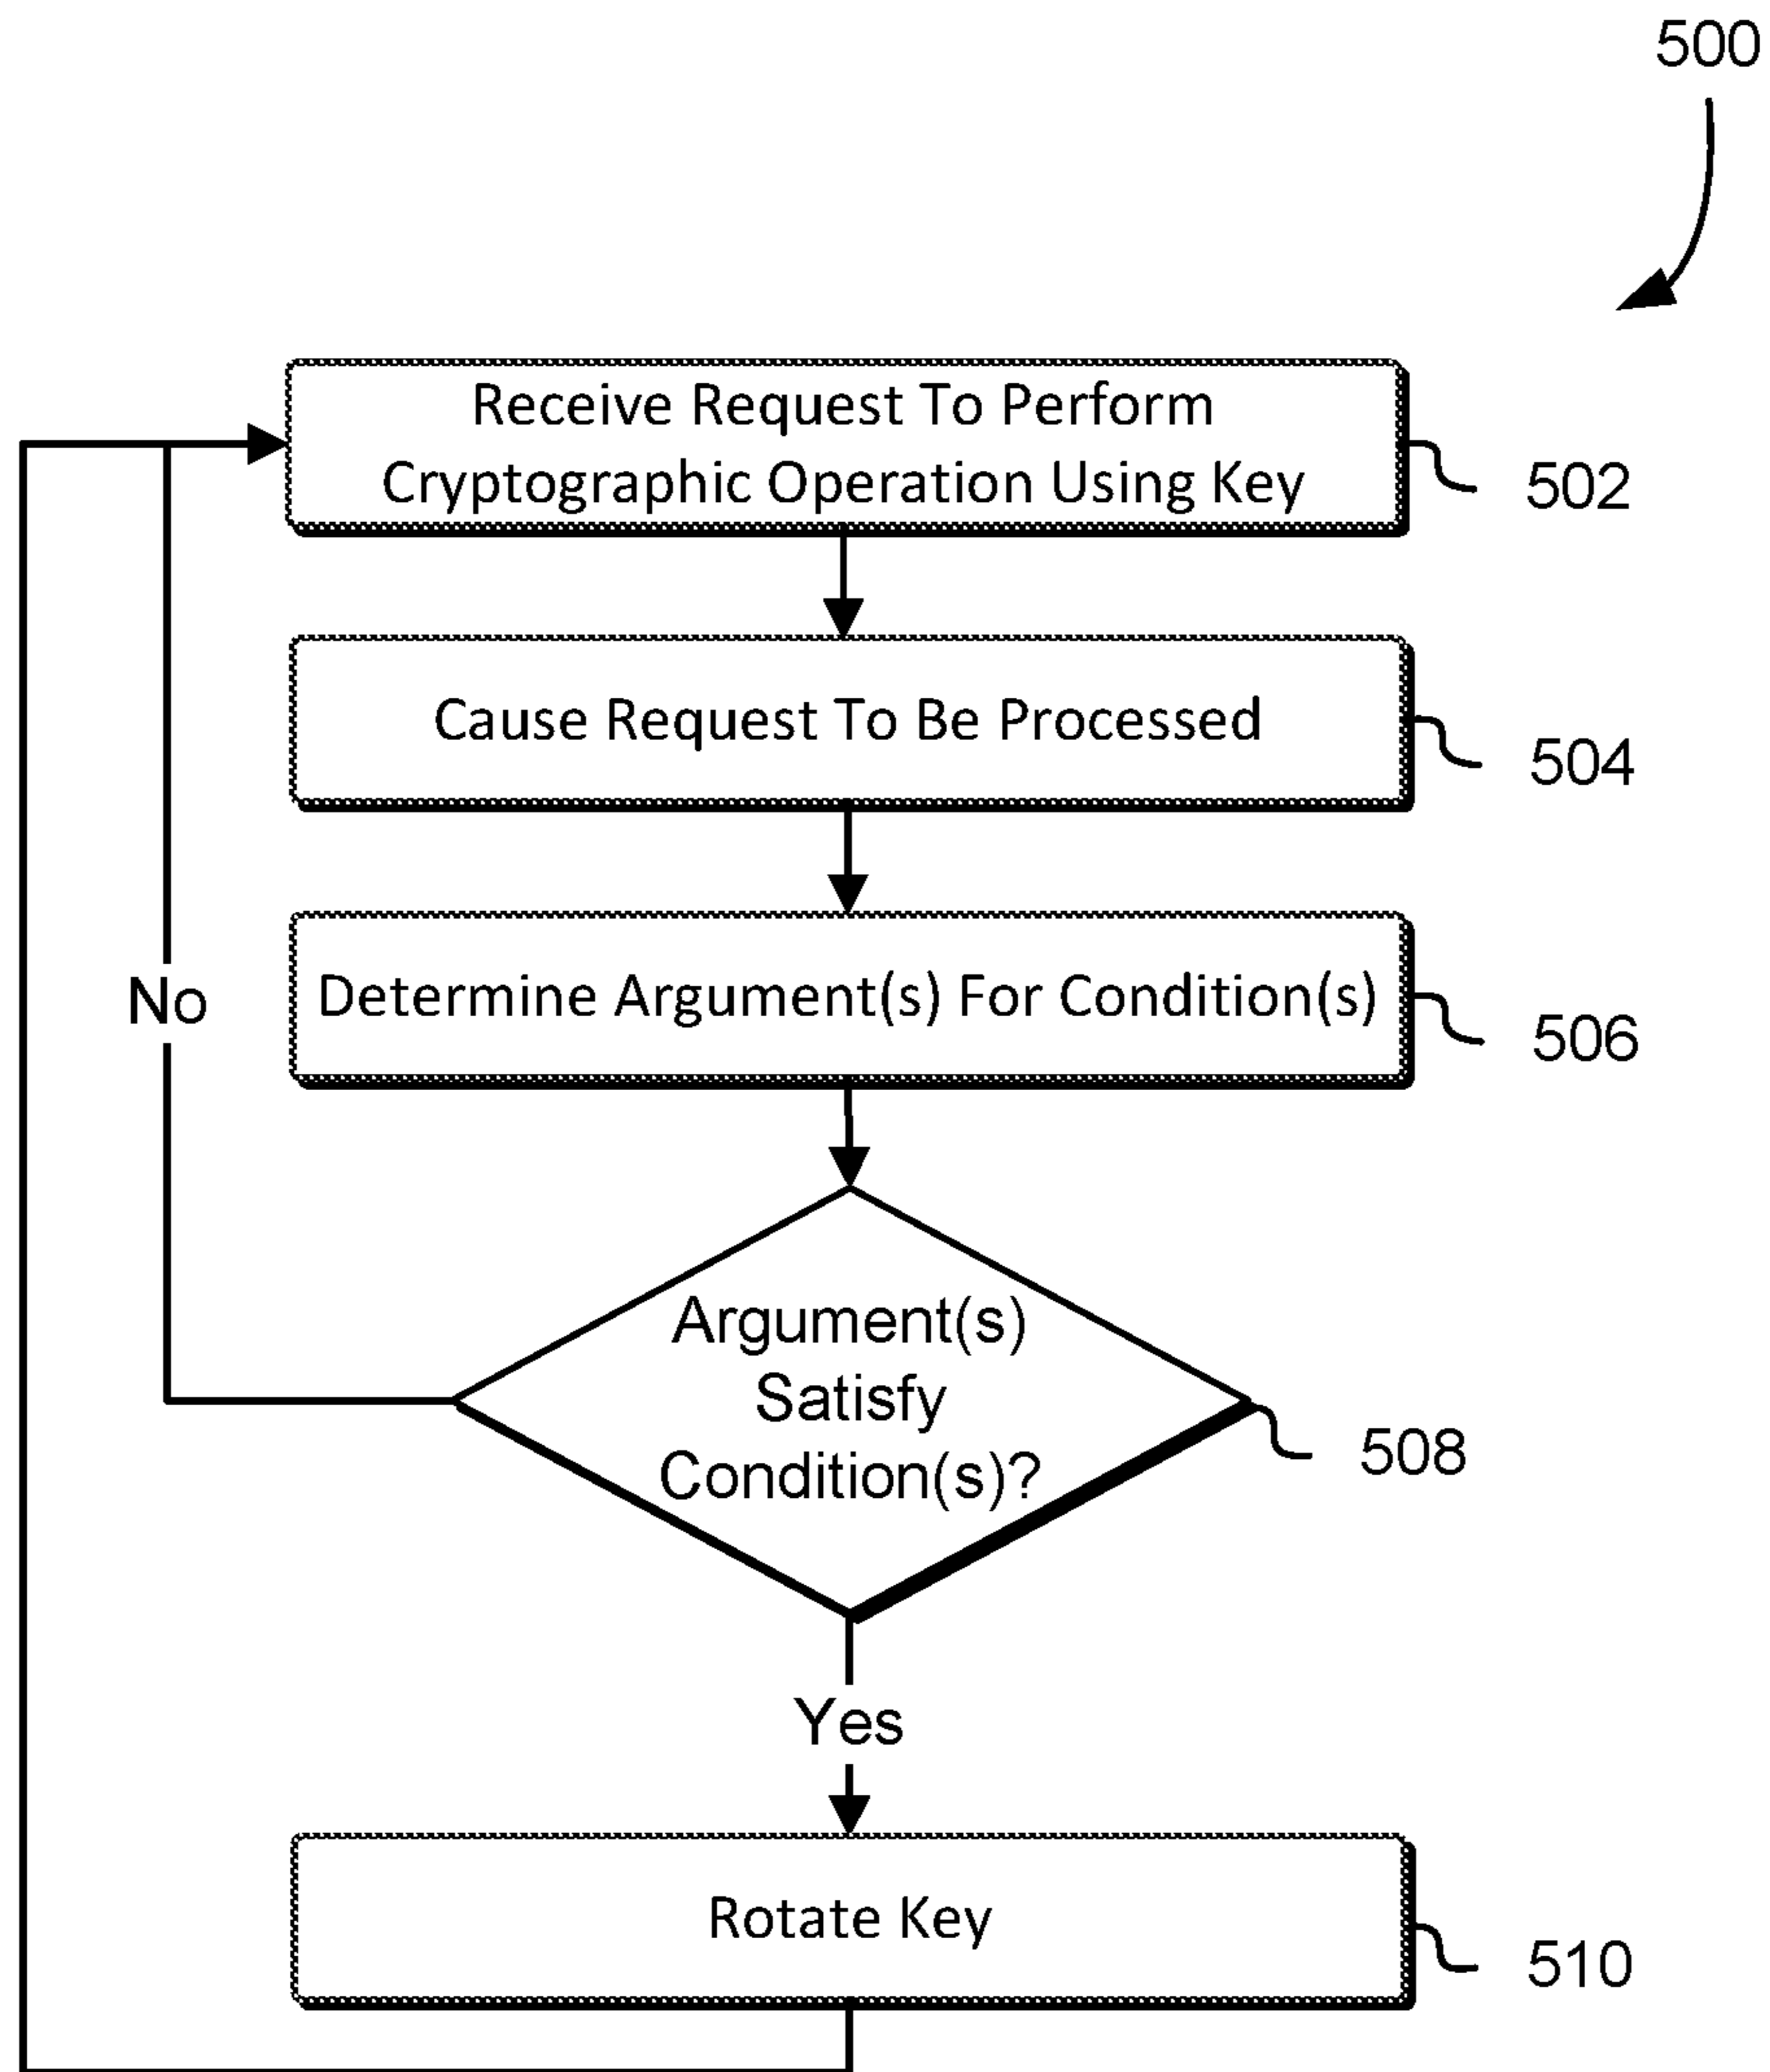 500
Receive Request To Perform
Cryptographic Operation Using Key
502
Cause Request To Be Processed
504
Determine Argument(s) For Condition(s)
506
No
Argument(s)
Satisfy
Condition(s)?
508
Yes
Rotate Key
510